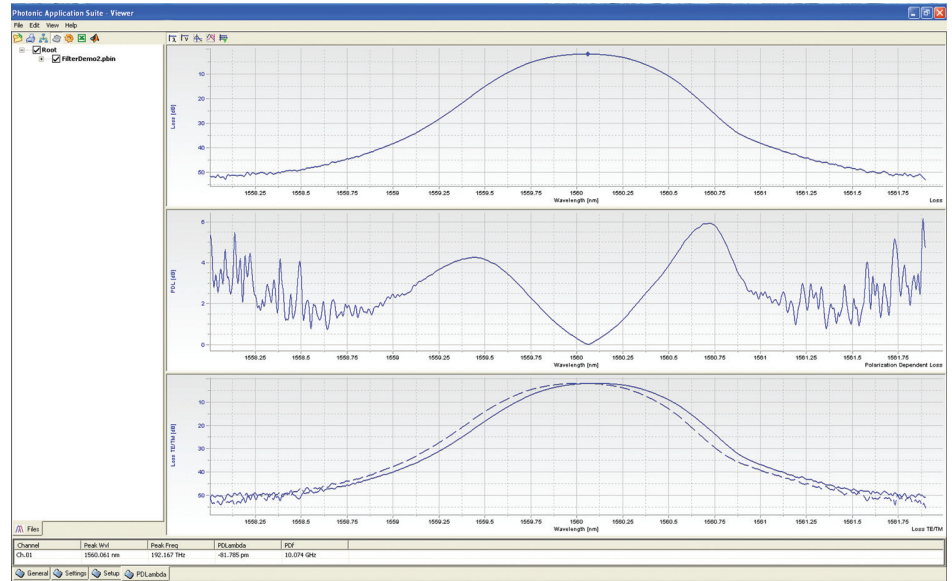 Photonic Application Suite - Viewer
File Edit View Help
Root
FilterDemo2.pbin
10
20
30
40
50
Loss [dB]
1558.25 1558.5 1558.75 1559 1559.25 1559.5 1559.75 1560 1560.25 1560.5 1560.75 1561 1561.25 1561.5 1561.75
Wavelength [nm]
Loss
6
4
2
0
PDL [dB]
1558.25 1558.5 1558.75 1559 1559.25 1559.5 1559.75 1560 1560.25 1560.5 1560.75 1561 1561.25 1561.5 1561.75
Wavelength [nm]
Polarization Dependent Loss
10
20
30
40
50
Loss TE/TM [dB]
1558.25 1558.5 1558.75 1559 1559.25 1559.5 1559.75 1560 1560.25 1560.5 1560.75 1561 1561.25 1561.5 1561.75
Wavelength [nm]
Loss TE/TM
Files
Channel Peak Wvl Peak Freq PDLambda PDF
Ch.01 1560.061 nm 192.167 THz -81.785 pm 10.074 GHz
General Settings Setup PDLambda